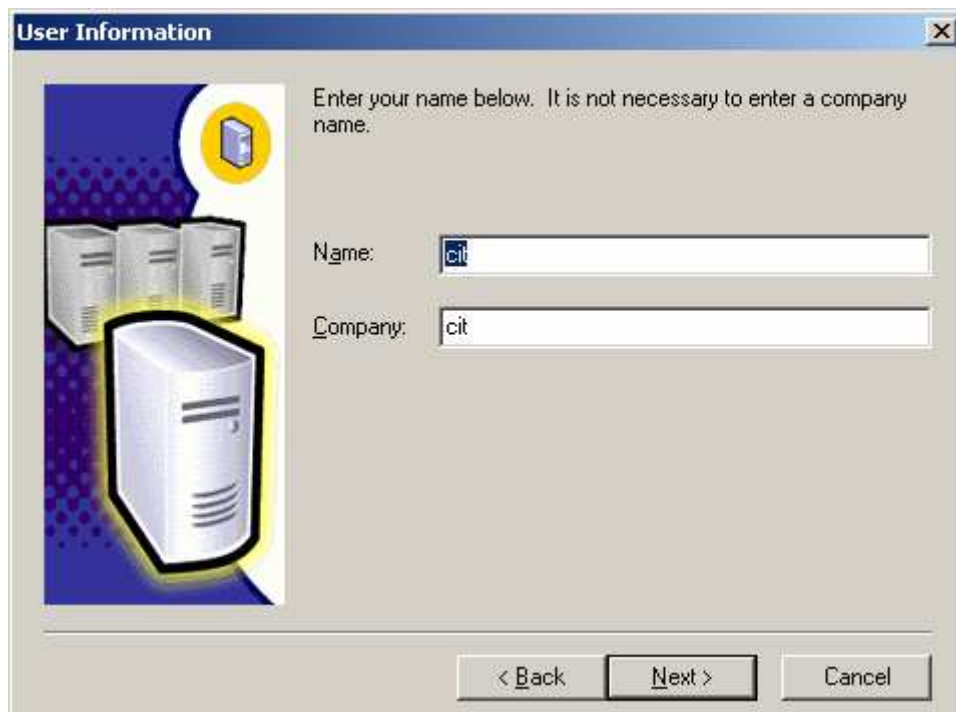 User Information
Enter your name below. It is not necessary to enter a company
name.
Name: cit
Company: cit
< Back Next > Cancel